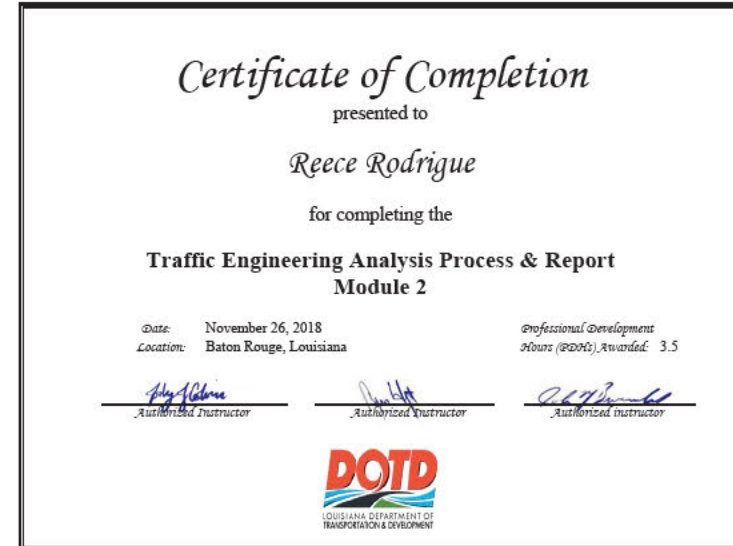 Certificate of Completion
presented to
Reece Rodrigue
for completing the
Traffic Engineering Analysis Process & Report
Module 2
Date: November 26, 2018
Location: Baton Rouge, Louisiana
Professional Development
Hours (PDHs) Awarded: 3.5
Authorized Instructor
Authorized Instructor
Authorized instructor
DOTD
LOUISIANA DEPARTMENT OF
TRANSPORTATION & DEVELOPMENT